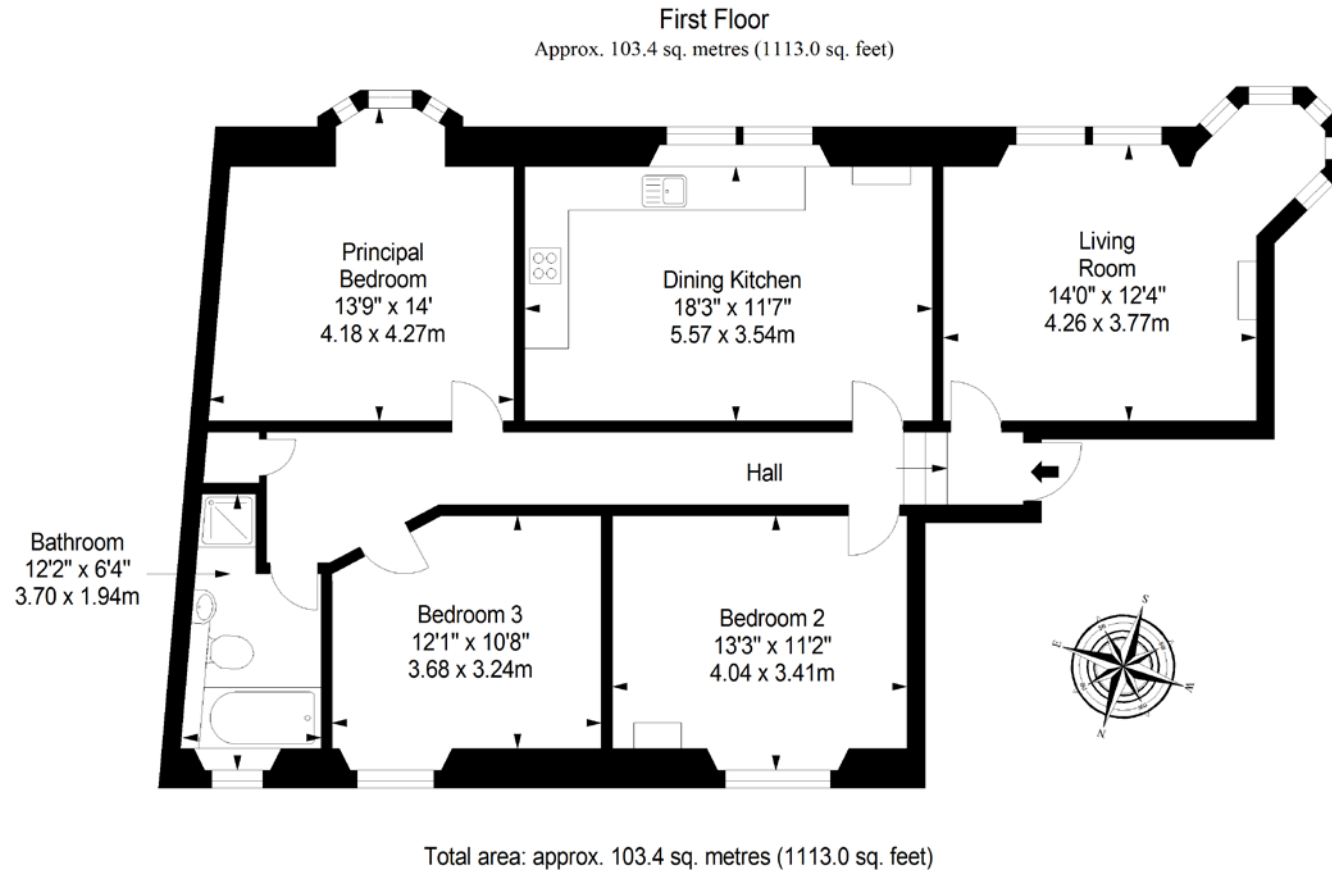 First Floor
Approx. 103.4 sq. metres (1113.0 sq. feet)
Principal
Bedroom
13'9" x 14'
4.18 x 4.27m
Dining Kitchen
18'3" x 11'7"
5.57 x 3.54m
Living
Room
14'0" x 12'4"
4.26 x 3.77m
Hall
Bathroom
12'2" x 6'4"
3.70 x 1.94m
Bedroom 3
12'1" x 10'8"
3.68 x 3.24m
Bedroom 2
13'3" x 11'2"
4.04 x 3.41m
S
E
W
N
Total area: approx. 103.4 sq. metres (1113.0 sq. feet)